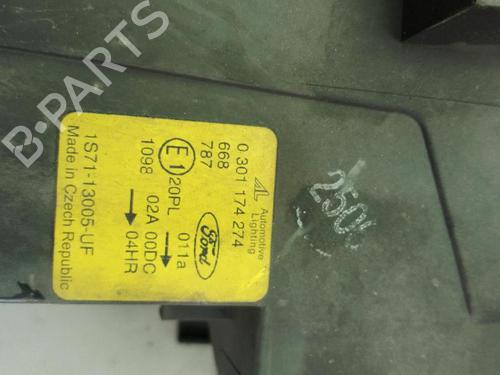 B-PARTS
AL Automotive
Lighting
0 301 174 274
668
787
E1 20PL 011a
1098 02A 00DC
04HR
Ford
1S71-13005-UF
Made in Czech Republic